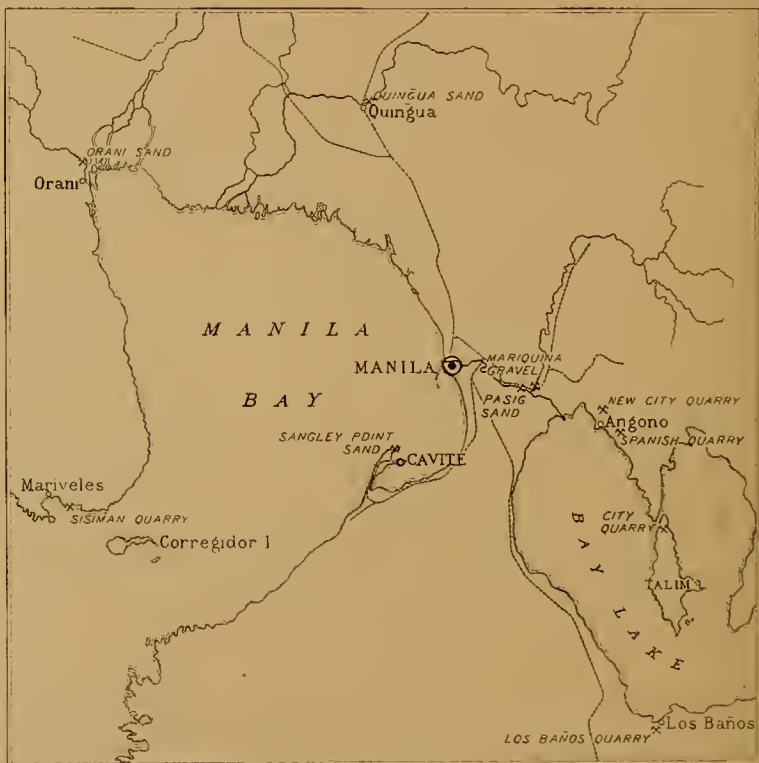 QUINGUA SAND
Quingua
ORANI SAND
Orani
MANILA
BAY
MANILA
MARIQUINA
GRAVEL
PASIG
SAND
NEW CITY QUARRY
Angono
SPANISH QUARRY
SANGLEY POINT
SAND
CAVITE
Mariveles
SISIMAN QUARRY
Corregidor I
CITY
QUARRY
TALIM I.
BAY LAKE
Los Baños
LOS BAÑOS QUARRY